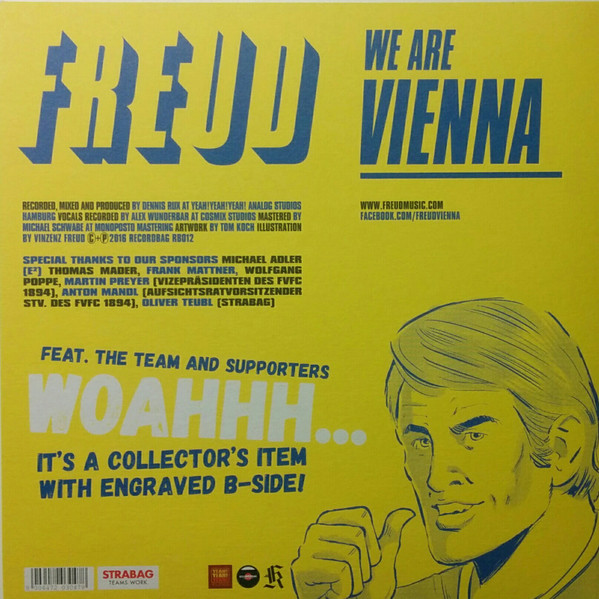 FREUD
WE ARE
VIENNA
RECORDED, MIXED AND PRODUCED BY DENNIS RUX AT YEAH!YEAH!YEAH! ANALOG STUDIOS
HAMBURG VOCALS RECORDED BY ALEX WUNDERBAR AT COSMIX STUDIOS MASTERED BY
MICHAEL SCHWABE AT MONOPOSTO MASTERING ARTWORK BY TOM KOCH ILLUSTRATION
BY VINZENZ FREUD ©+℗ 2016 RECORDBAG RB012
WWW.FREUDMUSIC.COM
FACEBOOK.COM/FREUDVIENNA
SPECIAL THANKS TO OUR SPONSORS MICHAEL ADLER
[E³] THOMAS MADER, FRANK MATTNER, WOLFGANG
POPPE, MARTIN PREYER [VIZEPRÄSIDENTEN DES FVFC
1894], ANTON MANDL [AUFSICHTSRATVORSITZENDER
STV. DES FVFC 1894], OLIVER TEUBL [STRABAG]
FEAT. THE TEAM AND SUPPORTERS
WOAHHH...
IT'S A COLLECTOR'S ITEM
WITH ENGRAVED B-SIDE!
STRABAG
TEAMS WORK.